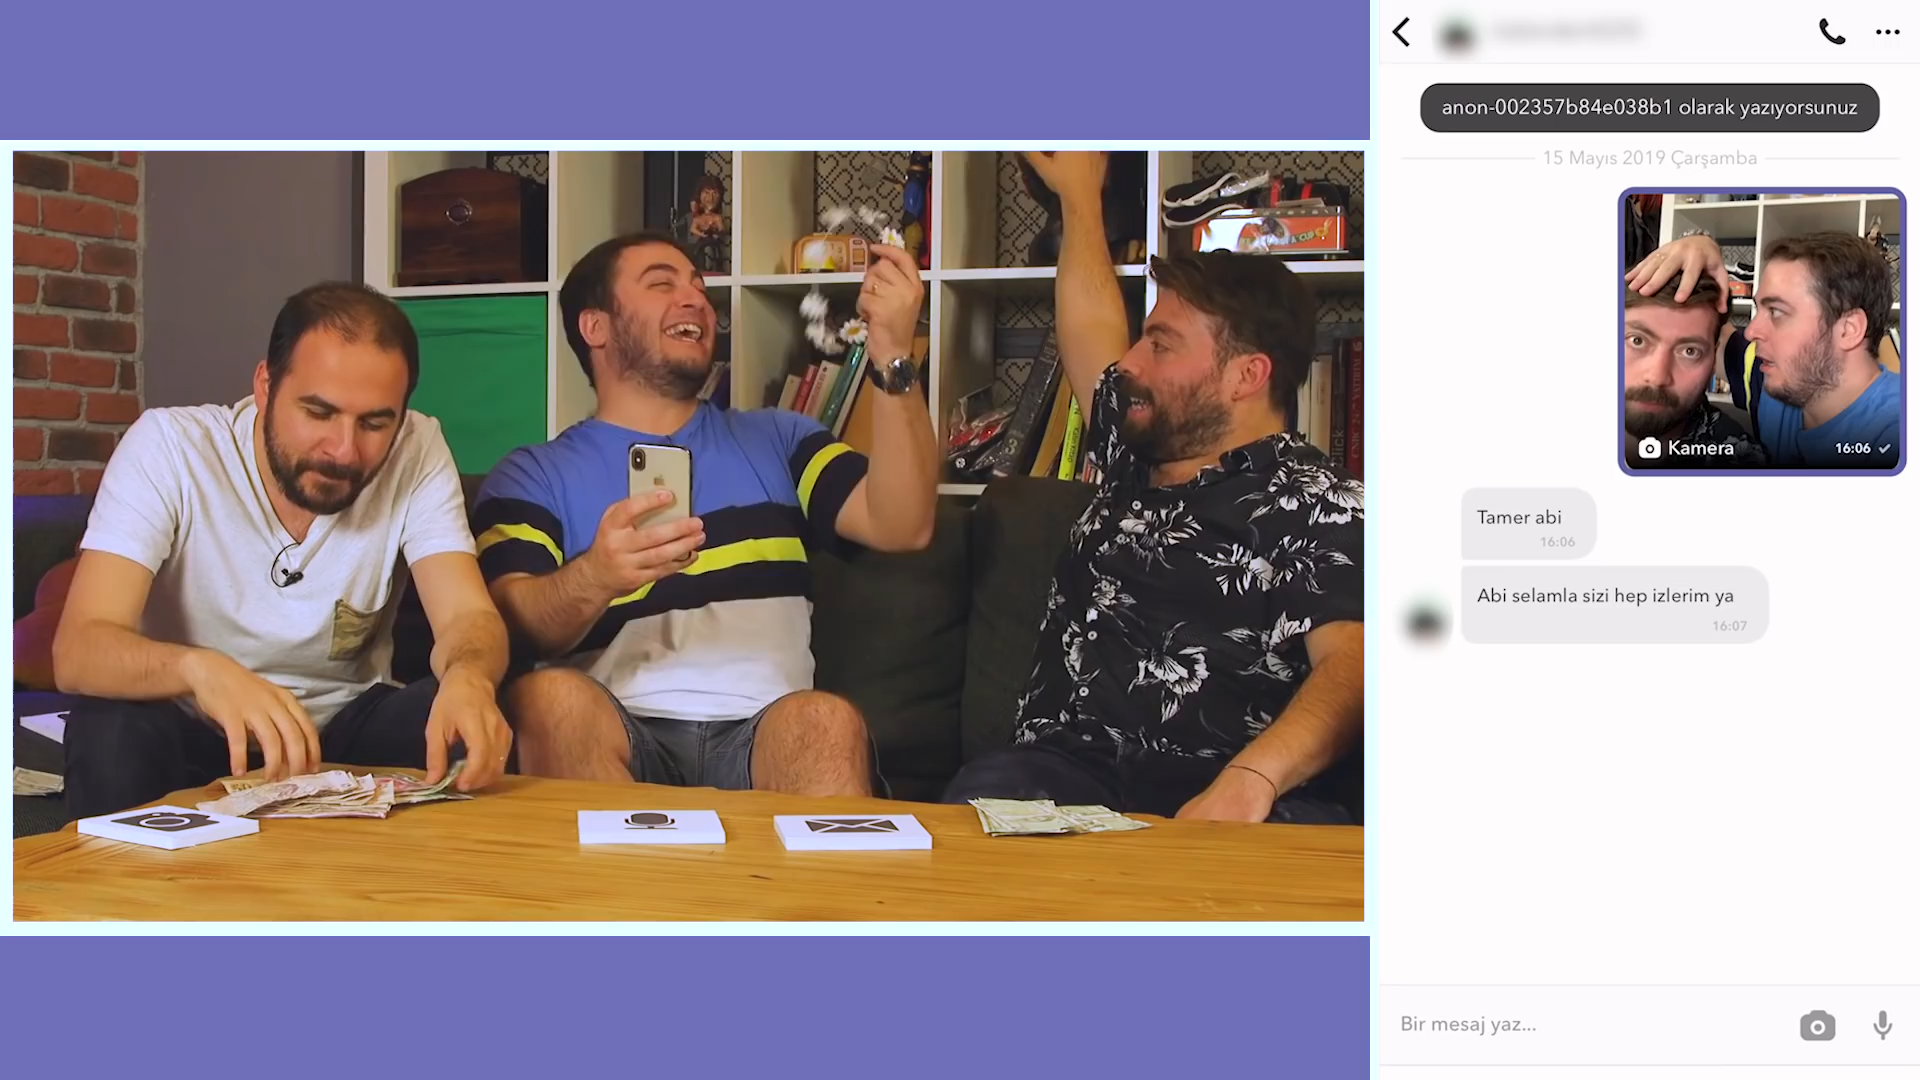 anon-002357b84e038b1 olarak yazıyorsunuz
15 Mayıs 2019 Çarşamba
Kamera
16:06
Tamer abi
16:06
Abi selamla sizi hep izlerim ya
16:07
Bir mesaj yaz...